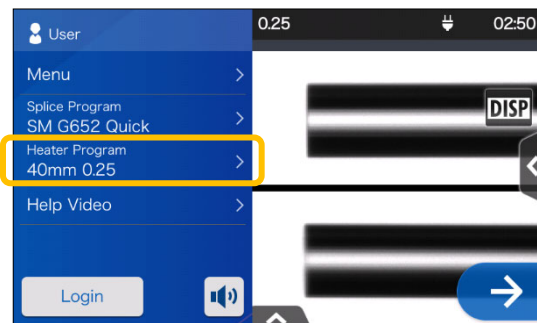 User
0.25
02:50
Menu
Splice Program
SM G652 Quick
DISP
Heater Program
40mm 0.25
Help Video
Login